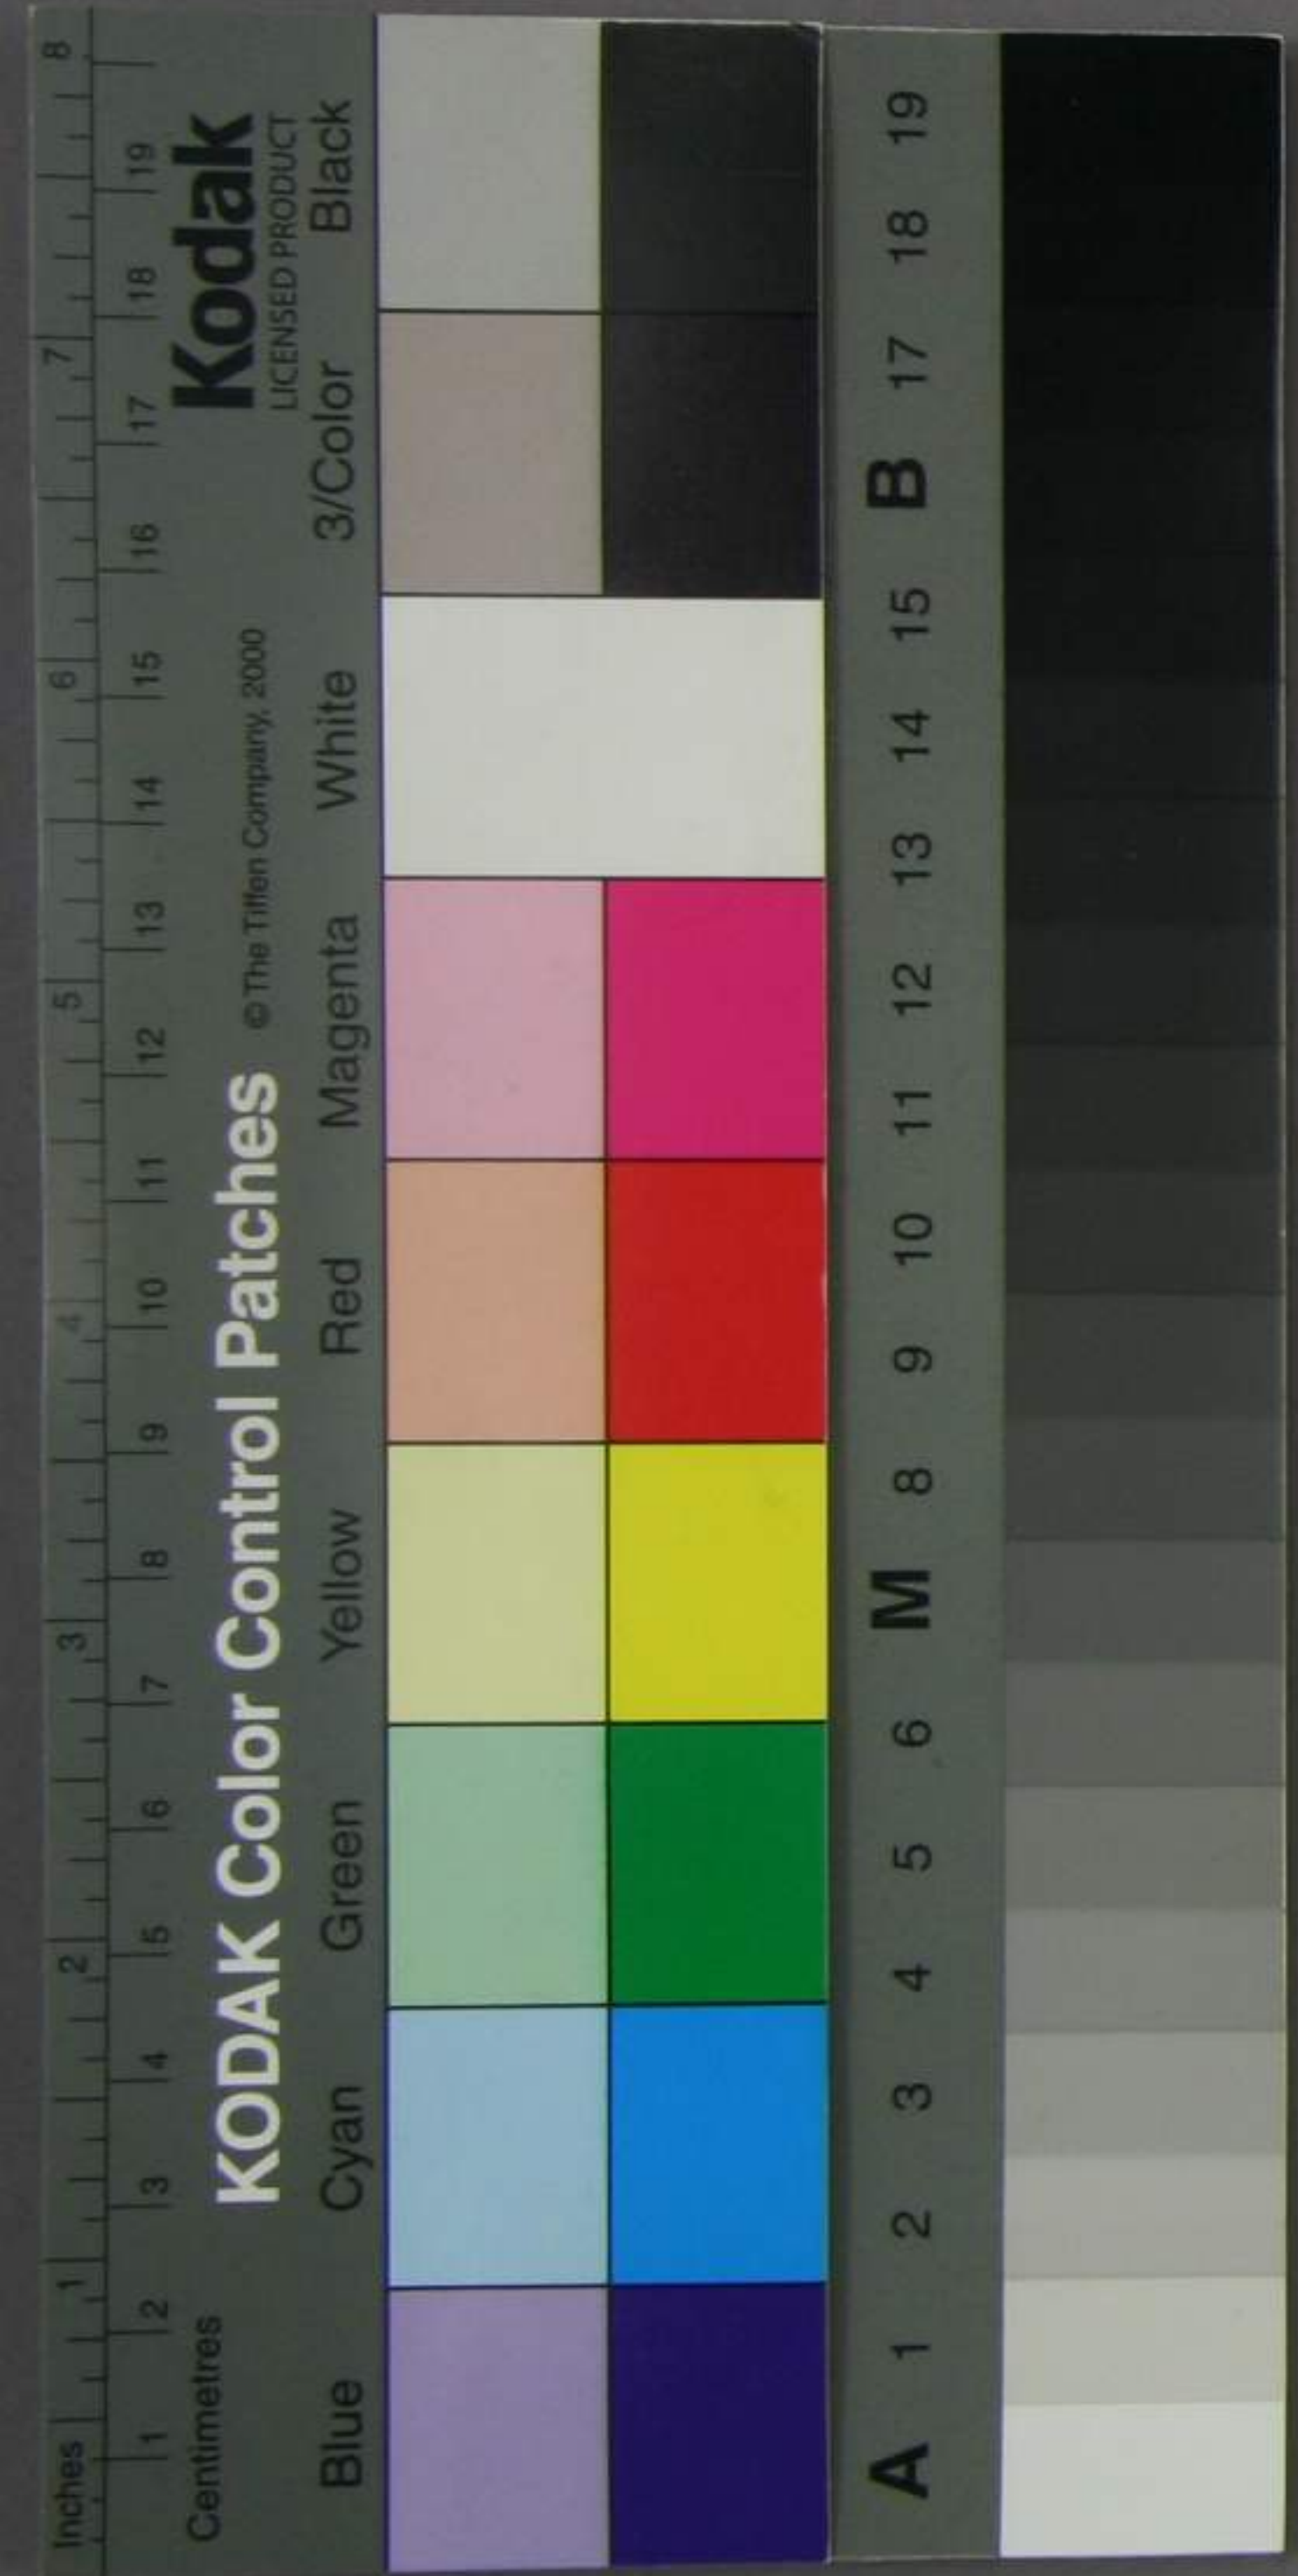 Inches 1 2 3 4 5 6 7 8
Centimetres 1 2 3 4 5 6 7 8 9 10 11 12 13 14 15 16 17 18 19
KODAK Color Control Patches © The Tiffen Company, 2000
Kodak
LICENSED PRODUCT
Blue Cyan Green Yellow Red Magenta White 3/Color Black
A 1 2 3 4 5 6 M 8 9 10 11 12 13 14 15 B 17 18 19